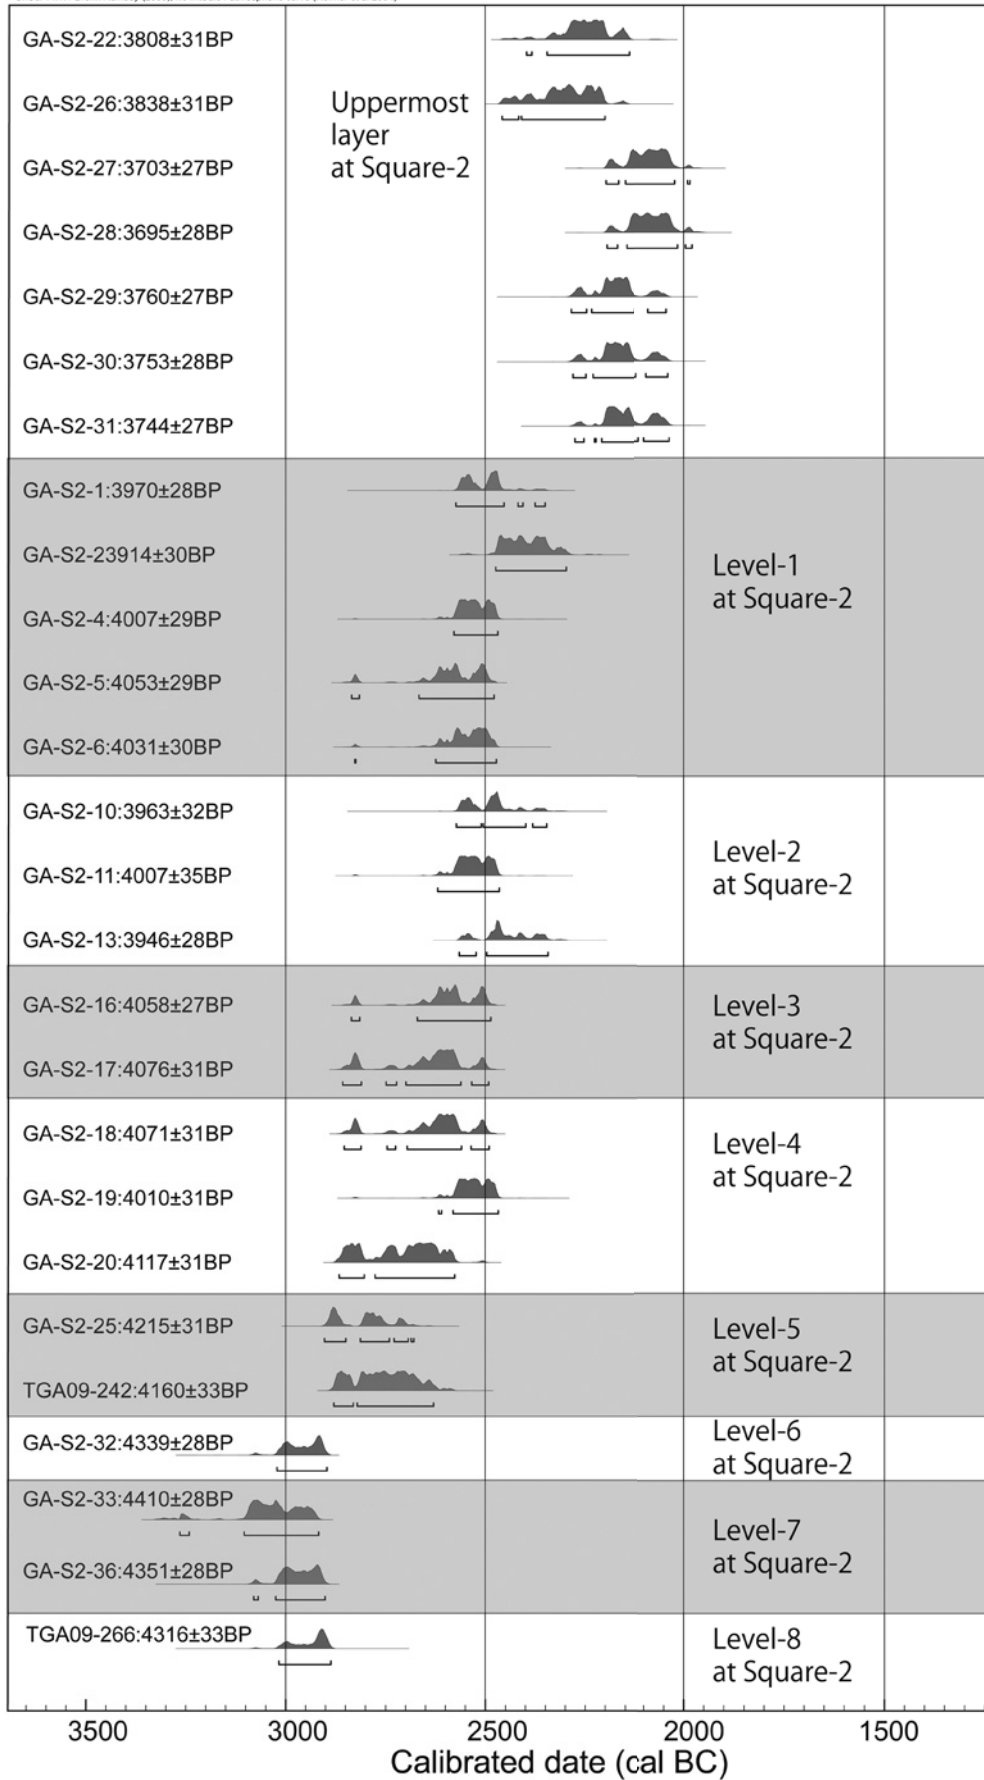 GA-S2-22:3808±31BP
GA-S2-26:3838±31BP
Uppermost
layer
at Square-2
GA-S2-27:3703±27BP
GA-S2-28:3695±28BP
GA-S2-29:3760±27BP
GA-S2-30:3753±28BP
GA-S2-31:3744±27BP
GA-S2-1:3970±28BP
GA-S2-23914±30BP
Level-1
at Square-2
GA-S2-4:4007±29BP
GA-S2-5:4053±29BP
GA-S2-6:4031±30BP
GA-S2-10:3963±32BP
Level-2
at Square-2
GA-S2-11:4007±35BP
GA-S2-13:3946±28BP
GA-S2-16:4058±27BP
Level-3
at Square-2
GA-S2-17:4076±31BP
GA-S2-18:4071±31BP
Level-4
at Square-2
GA-S2-19:4010±31BP
GA-S2-20:4117±31BP
GA-S2-25:4215±31BP
Level-5
at Square-2
TGA09-242:4160±33BP
GA-S2-32:4339±28BP
Level-6
at Square-2
GA-S2-33:4410±28BP
Level-7
at Square-2
GA-S2-36:4351±28BP
TGA09-266:4316±33BP
Level-8
at Square-2
3500 3000 2500 2000 1500
Calibrated date (cal BC)